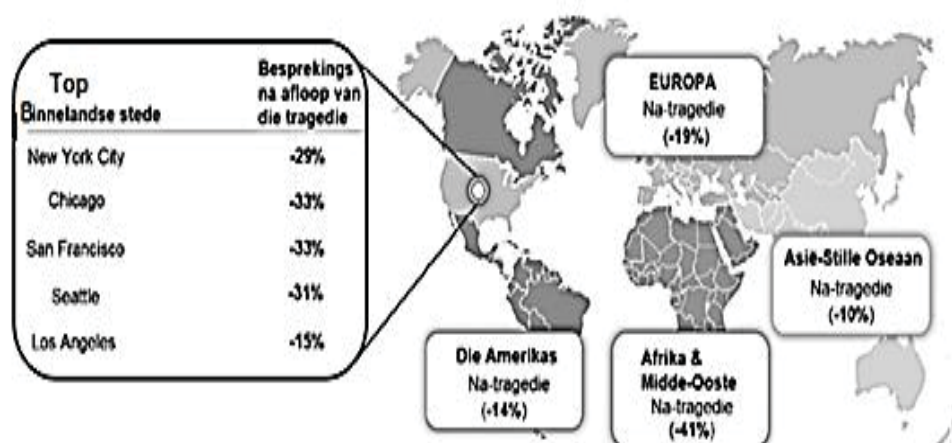 Top
Binnelandse stede
Besprekings
na afloop van
die tragedie
New York City -29%
Chicago -33%
San Francisco -33%
Seattle -31%
Los Angeles -15%
EUROPA
Na-tragedie
(-19%)
Asië-Stille Oseaan
Na-tragedie
(-10%)
Die Amerikas
Na-tragedie
(-14%)
Afrika &
Midde-Ooste
Na-tragedie
(-41%)